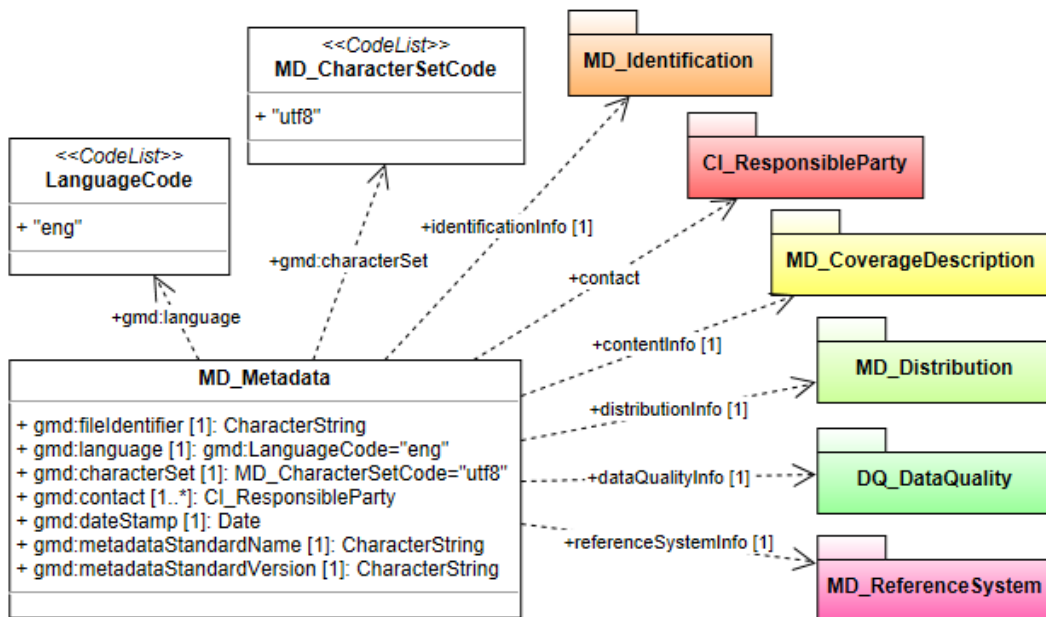 <<CodeList>>
MD_CharacterSetCode
+ "utf8"
MD_Identification
<<CodeList>>
LanguageCode
+ "eng"
CI_ResponsibleParty
MD_CoverageDescription
MD_Distribution
DQ_DataQuality
MD_ReferenceSystem
+gmd:language
+gmd:characterSet
+identificationInfo [1]
+contact
+contentInfo [1]
+distributionInfo [1]
+dataQualityInfo [1]
+referenceSystemInfo [1]
MD_Metadata
+ gmd:fileIdentifier [1]: CharacterString
+ gmd:language [1]: gmd:LanguageCode="eng"
+ gmd:characterSet [1]: MD_CharacterSetCode="utf8"
+ gmd:contact [1..*]: CI_ResponsibleParty
+ gmd:dateStamp [1]: Date
+ gmd:metadataStandardName [1]: CharacterString
+ gmd:metadataStandardVersion [1]: CharacterString